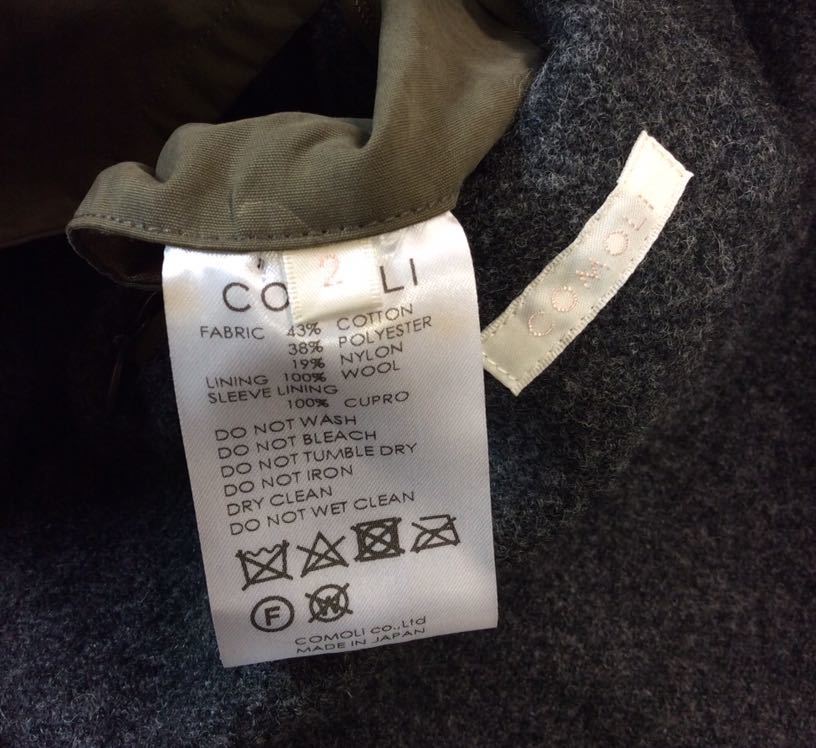 2
COMOLI
FABRIC 43% COTTON
38% POLYESTER
19% NYLON
LINING 100% WOOL
SLEEVE LINING
100% CUPRO
DO NOT WASH
DO NOT BLEACH
DO NOT TUMBLE DRY
DO NOT IRON
DRY CLEAN
DO NOT WET CLEAN
F W
COMOLI co.,Ltd
MADE IN JAPAN
COMOLI